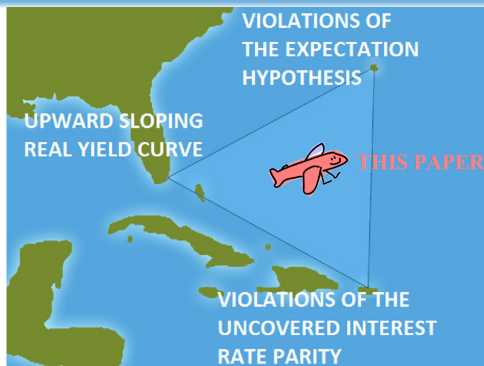 VIOLATIONS OF
THE EXPECTATION
HYPOTHESIS
UPWARD SLOPING
REAL YIELD CURVE
THIS PAPER
VIOLATIONS OF THE
UNCOVERED INTEREST
RATE PARITY